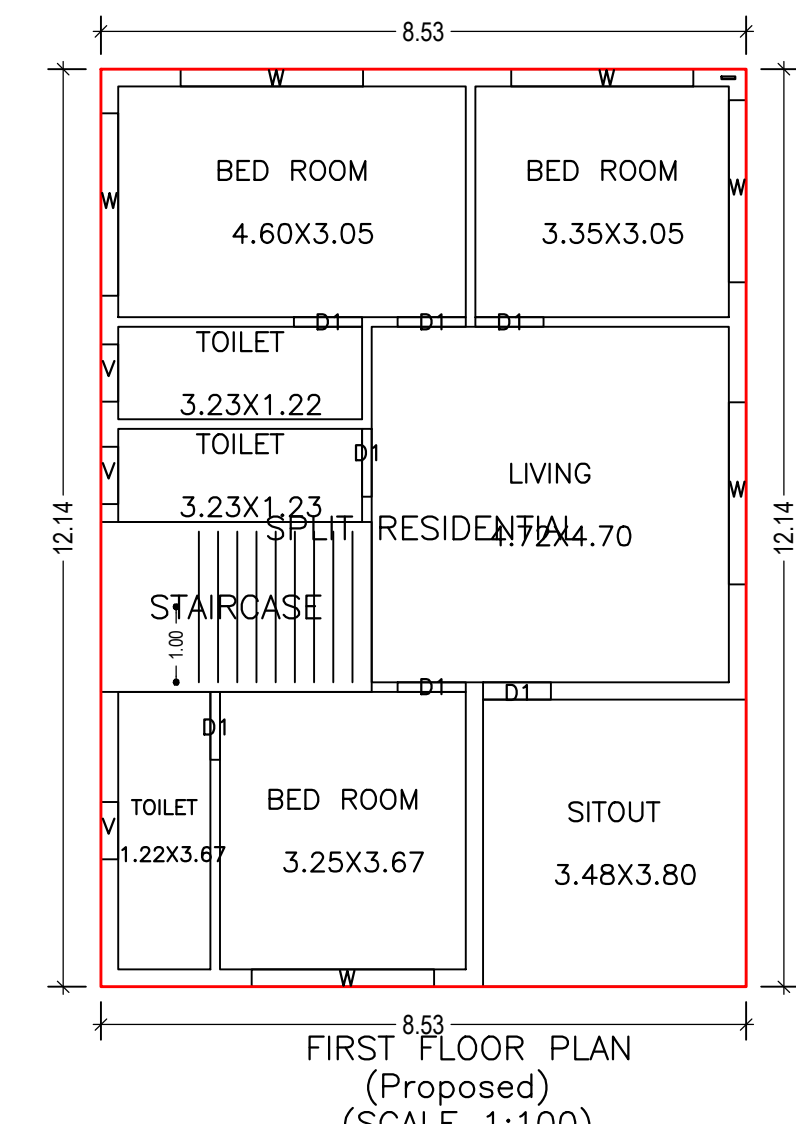 8.53
W W
BED ROOM BED ROOM
W W
4.60X3.05 3.35X3.05
12.14 12.14
D1 D1 D1
TOILET
V
3.23X1.22
TOILET
D1
V LIVING
W
3.23X1.23
SPLIT RESIDENTIAL
4.72X4.70
STAIRCASE
1.00
D1 D1
D1
TOILET BED ROOM SITOUT
V
1.22X3.67 3.25X3.67 3.48X3.80
W
8.53
FIRST FLOOR PLAN
(Proposed)
(SCALE 1:100)